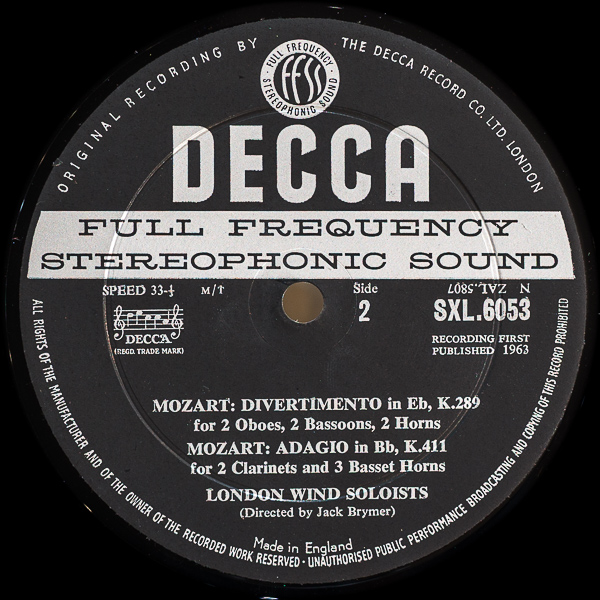 ORIGINAL RECORDING BY THE DECCA RECORD CO. LTD. LONDON
FULL FREQUENCY
FFSS
STEREOPHONIC SOUND
DECCA
FULL FREQUENCY
STEREOPHONIC SOUND
SPEED 33⅓ M/T Side N ZAL.5807
2 SXL.6053
DECCA
(REGD. TRADE MARK)
RECORDING FIRST
PUBLISHED 1963
MOZART: DIVERTIMENTO in Eb, K.289
for 2 Oboes, 2 Bassoons, 2 Horns
MOZART: ADAGIO in Bb, K.411
for 2 Clarinets and 3 Basset Horns
LONDON WIND SOLOISTS
(Directed by Jack Brymer)
Made in England
ALL RIGHTS OF THE MANUFACTURER AND OF THE OWNER OF THE RECORDED WORK RESERVED · UNAUTHORISED PUBLIC PERFORMANCE BROADCASTING AND COPYING OF THIS RECORD PROHIBITED